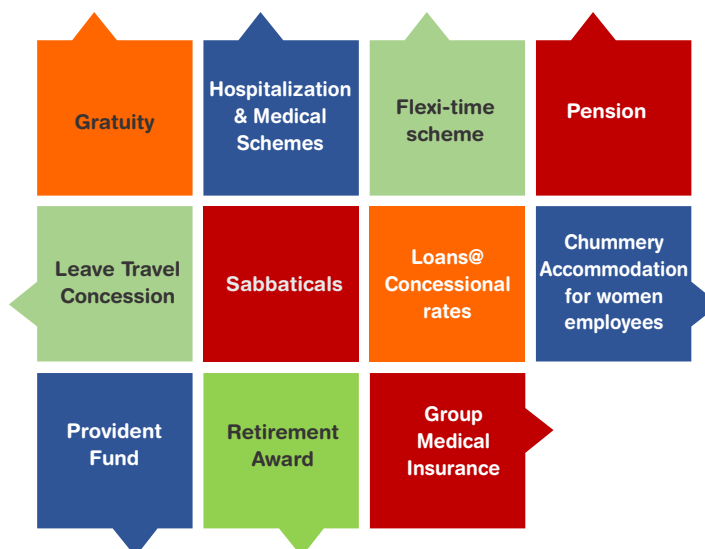 Gratuity
Hospitalization
& Medical
Schemes
Flexi-time
scheme
Pension
Leave Travel
Concession
Sabbaticals
Loans@
Concessional
rates
Chummery
Accommodation
for women
employees
Provident
Fund
Retirement
Award
Group
Medical
Insurance